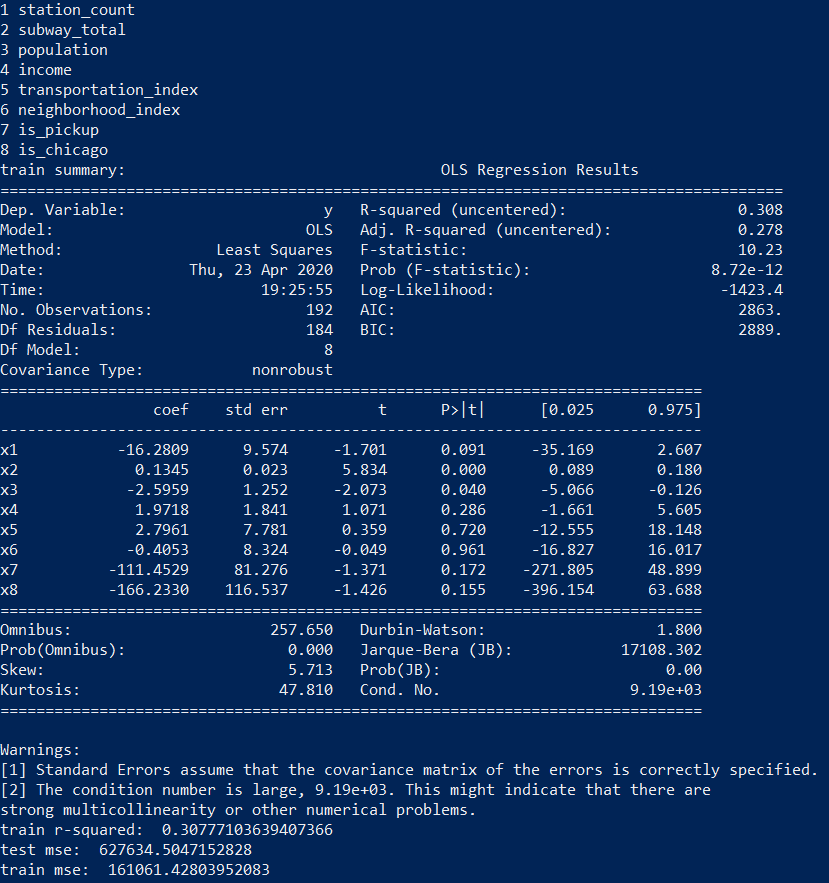 1 station_count
2 subway_total
3 population
4 income
5 transportation_index
6 neighborhood_index
7 is_pickup
8 is_chicago
train summary:                                   OLS Regression Results
=======================================================================================
Dep. Variable:                      y   R-squared (uncentered):                   0.308
Model:                            OLS   Adj. R-squared (uncentered):              0.278
Method:                 Least Squares   F-statistic:                              10.23
Date:                Thu, 23 Apr 2020   Prob (F-statistic):                    8.72e-12
Time:                        19:25:55   Log-Likelihood:                         -1423.4
No. Observations:                 192   AIC:                                      2863.
Df Residuals:                     184   BIC:                                      2889.
Df Model:                           8
Covariance Type:            nonrobust
==============================================================================
                 coef    std err          t      P>|t|      [0.025      0.975]
------------------------------------------------------------------------------
x1           -16.2809      9.574     -1.701      0.091     -35.169       2.607
x2             0.1345      0.023      5.834      0.000       0.089       0.180
x3            -2.5959      1.252     -2.073      0.040      -5.066      -0.126
x4             1.9718      1.841      1.071      0.286      -1.661       5.605
x5             2.7961      7.781      0.359      0.720     -12.555      18.148
x6            -0.4053      8.324     -0.049      0.961     -16.827      16.017
x7          -111.4529     81.276     -1.371      0.172    -271.805      48.899
x8          -166.2330    116.537     -1.426      0.155    -396.154      63.688
==============================================================================
Omnibus:                      257.650   Durbin-Watson:                   1.800
Prob(Omnibus):                  0.000   Jarque-Bera (JB):            17108.302
Skew:                           5.713   Prob(JB):                         0.00
Kurtosis:                      47.810   Cond. No.                     9.19e+03
==============================================================================
Warnings:
[1] Standard Errors assume that the covariance matrix of the errors is correctly specified.
[2] The condition number is large, 9.19e+03. This might indicate that there are
strong multicollinearity or other numerical problems.
train r-squared:  0.30777103639407366
test mse:  627634.5047152828
train mse:  161061.42803952083